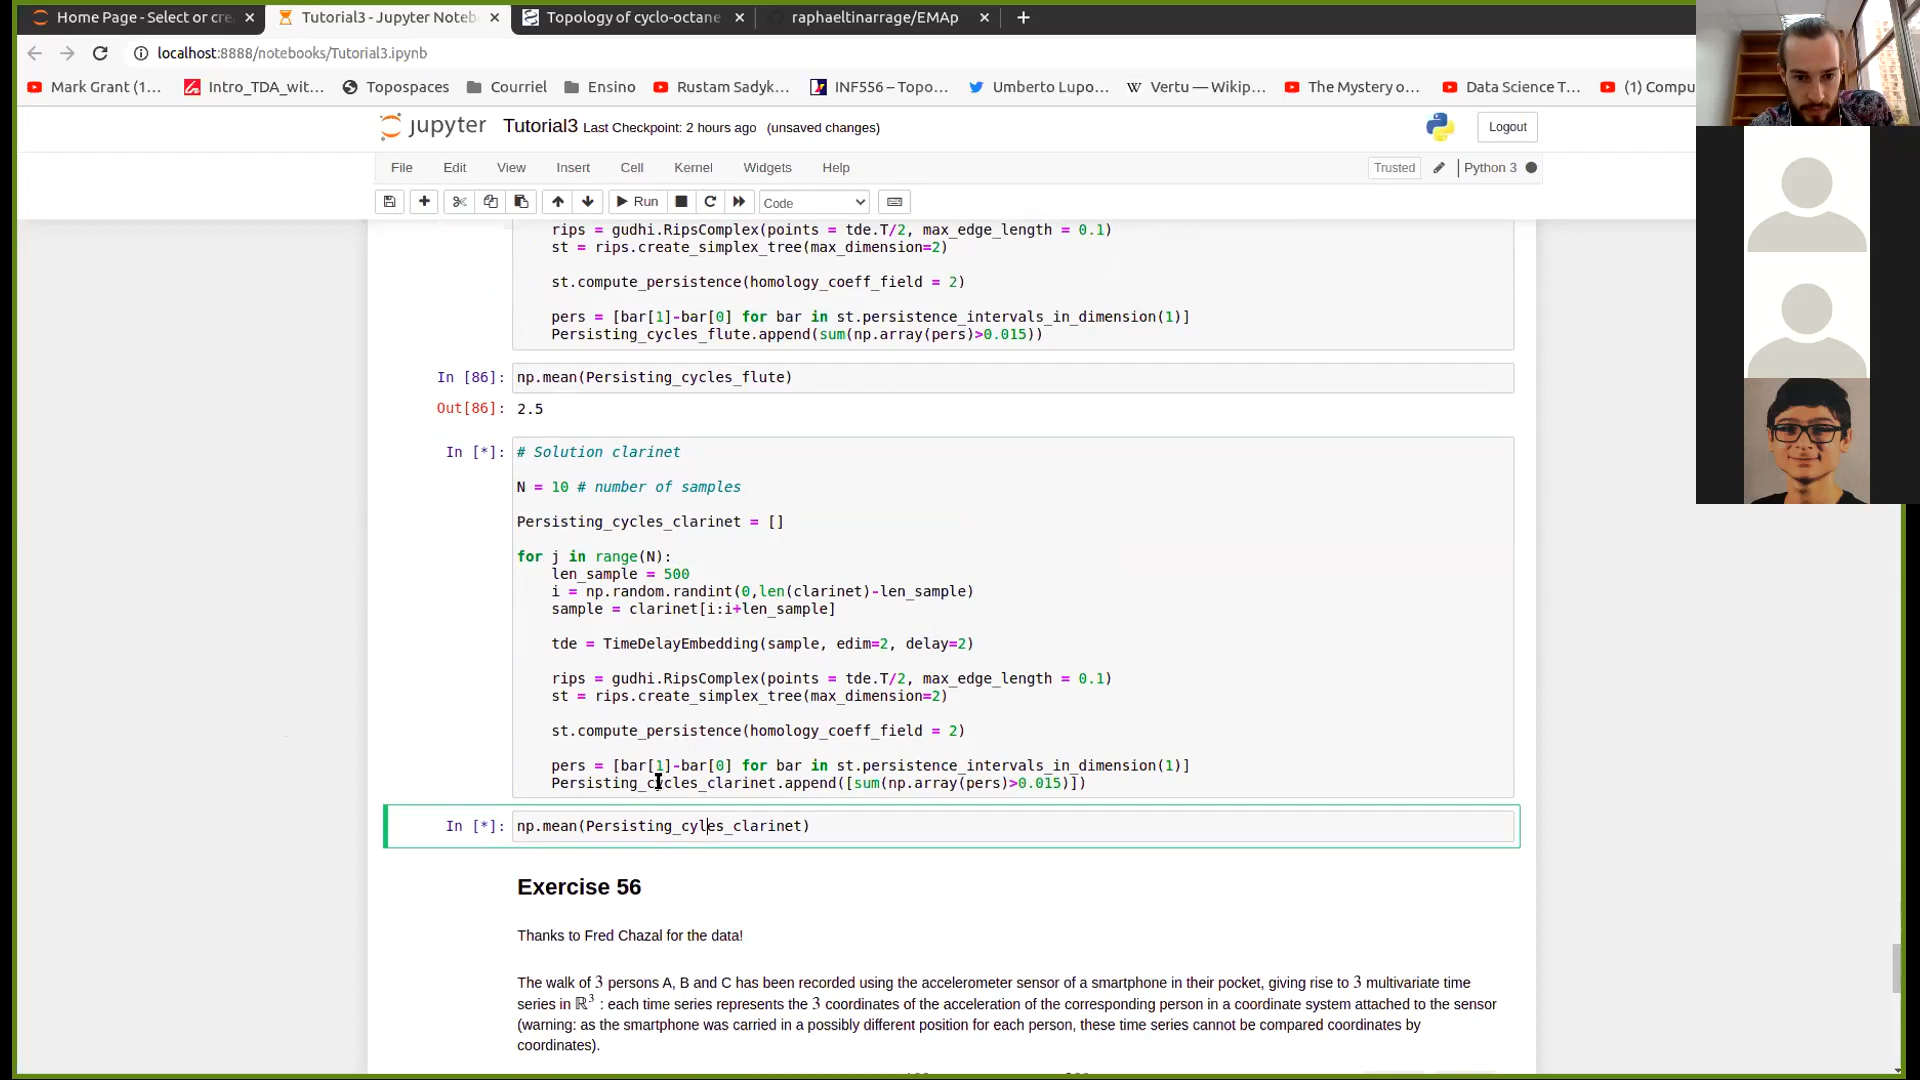 Home Page - Select or cre
Tutorial3 - Jupyter Noteb
Topology of cyclo-octane
raphaeltinarrage/EMAp
localhost:8888/notebooks/Tutorial3.ipynb
Mark Grant (1...
Intro_TDA_wit...
Topospaces
Courriel
Ensino
Rustam Sadyk...
INF556 – Topo...
Umberto Lupo...
Vertu — Wikip...
The Mystery o...
Data Science T...
(1) Compu
jupyter Tutorial3 Last Checkpoint: 2 hours ago (unsaved changes)
Logout
File Edit View Insert Cell Kernel Widgets Help
Trusted
Python 3
Run
Code
rips = gudhi.RipsComplex(points = tde.T/2, max_edge_length = 0.1)
st = rips.create_simplex_tree(max_dimension=2)
st.compute_persistence(homology_coeff_field = 2)
pers = [bar[1]-bar[0] for bar in st.persistence_intervals_in_dimension(1)]
Persisting_cycles_flute.append(sum(np.array(pers)>0.015))
In [86]: np.mean(Persisting_cycles_flute)
Out[86]: 2.5
In [*]: # Solution clarinet
N = 10 # number of samples
Persisting_cycles_clarinet = []
for j in range(N):
len_sample = 500
i = np.random.randint(0,len(clarinet)-len_sample)
sample = clarinet[i:i+len_sample]
tde = TimeDelayEmbedding(sample, edim=2, delay=2)
rips = gudhi.RipsComplex(points = tde.T/2, max_edge_length = 0.1)
st = rips.create_simplex_tree(max_dimension=2)
st.compute_persistence(homology_coeff_field = 2)
pers = [bar[1]-bar[0] for bar in st.persistence_intervals_in_dimension(1)]
Persisting_cycles_clarinet.append([sum(np.array(pers)>0.015)])
In [*]: np.mean(Persisting_cyles_clarinet)
Exercise 56
Thanks to Fred Chazal for the data!
The walk of 3 persons A, B and C has been recorded using the accelerometer sensor of a smartphone in their pocket, giving rise to 3 multivariate time
series in ℝ³ : each time series represents the 3 coordinates of the acceleration of the corresponding person in a coordinate system attached to the sensor
(warning: as the smartphone was carried in a possibly different position for each person, these time series cannot be compared coordinates by
coordinates).